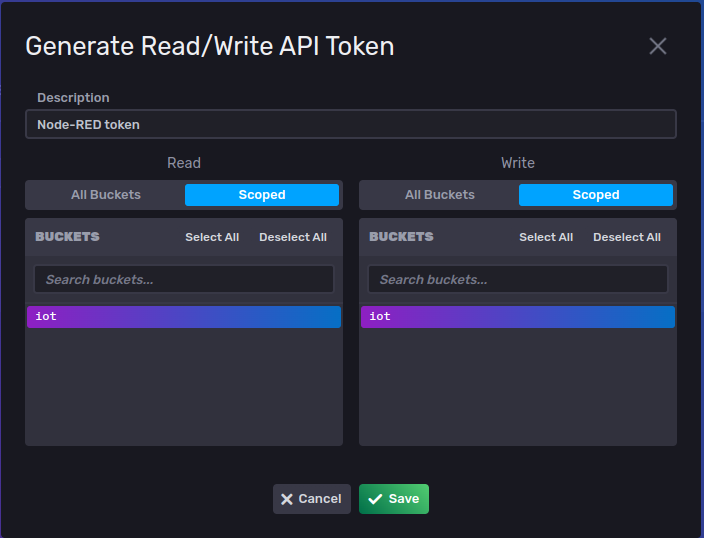 Generate Read/Write API Token
Description
Node-RED token
Read
Write
All Buckets Scoped
All Buckets Scoped
BUCKETS Select All Deselect All
BUCKETS Select All Deselect All
Search buckets...
Search buckets...
iot
iot
Cancel Save